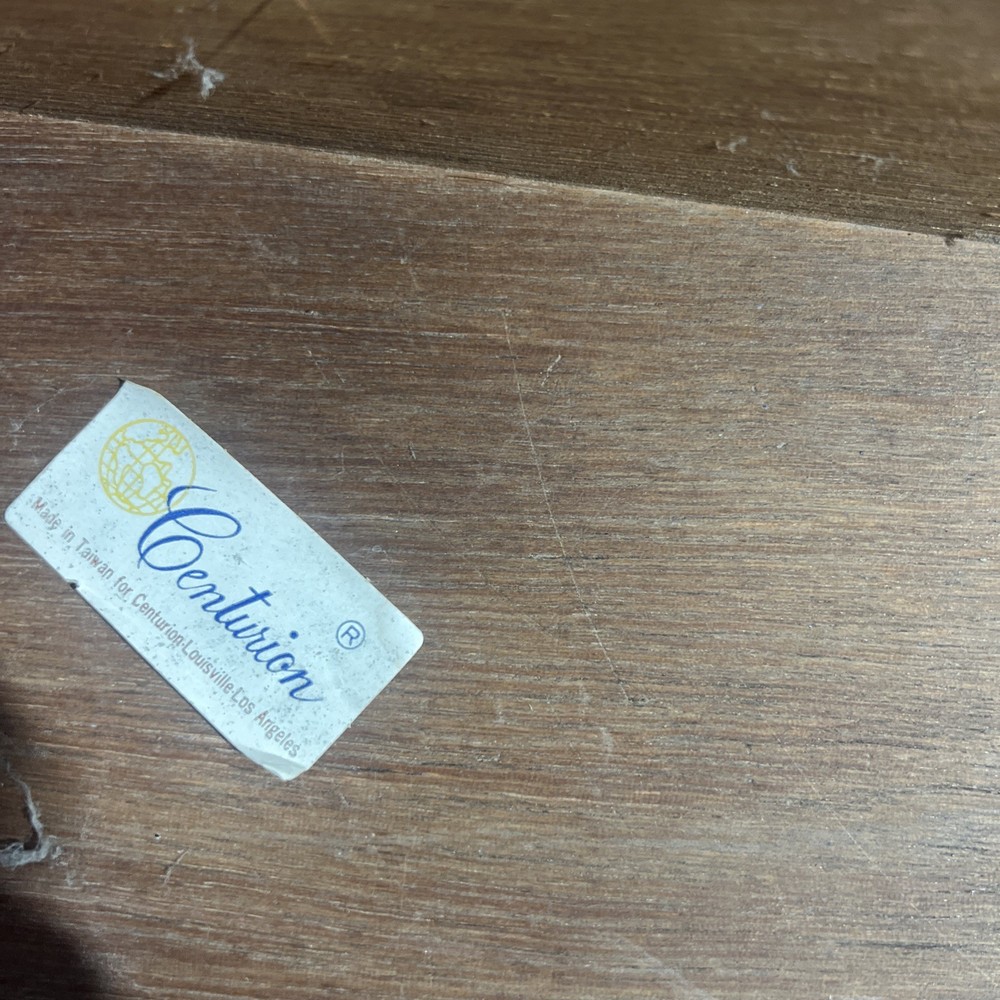 Centurion ®
Made in Taiwan for Centurion-Louisville-Los Angeles